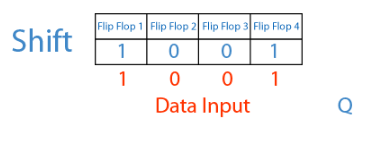 Flip Flop 1 Flip Flop 2 Flip Flop 3 Flip Flop 4
Shift 1 0 0 1
1 0 0 1
Data Input Q